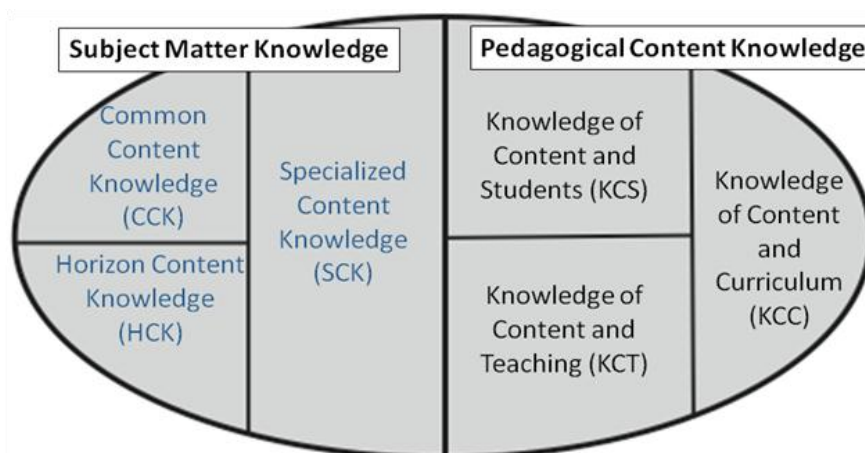 Subject Matter Knowledge
Pedagogical Content Knowledge
Common
Content
Knowledge
(CCK)
Horizon Content
Knowledge
(HCK)
Specialized
Content
Knowledge
(SCK)
Knowledge of
Content and
Students (KCS)
Knowledge of
Content and
Teaching (KCT)
Knowledge
of Content
and
Curriculum
(KCC)